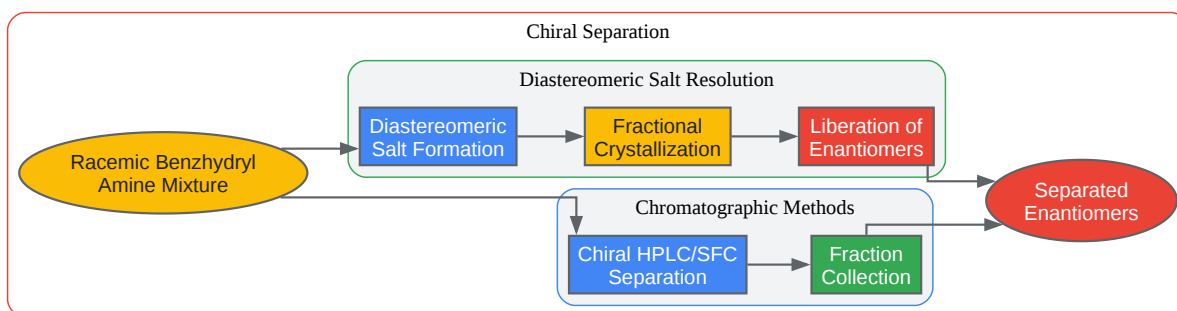 Chiral Separation
Diastereomeric Salt Resolution
Diastereomeric
Salt Formation
Fractional
Crystallization
Liberation of
Enantiomers
Racemic Benzhydryl
Amine Mixture
Separated
Enantiomers
Chromatographic Methods
Chiral HPLC/SFC
Separation
Fraction
Collection